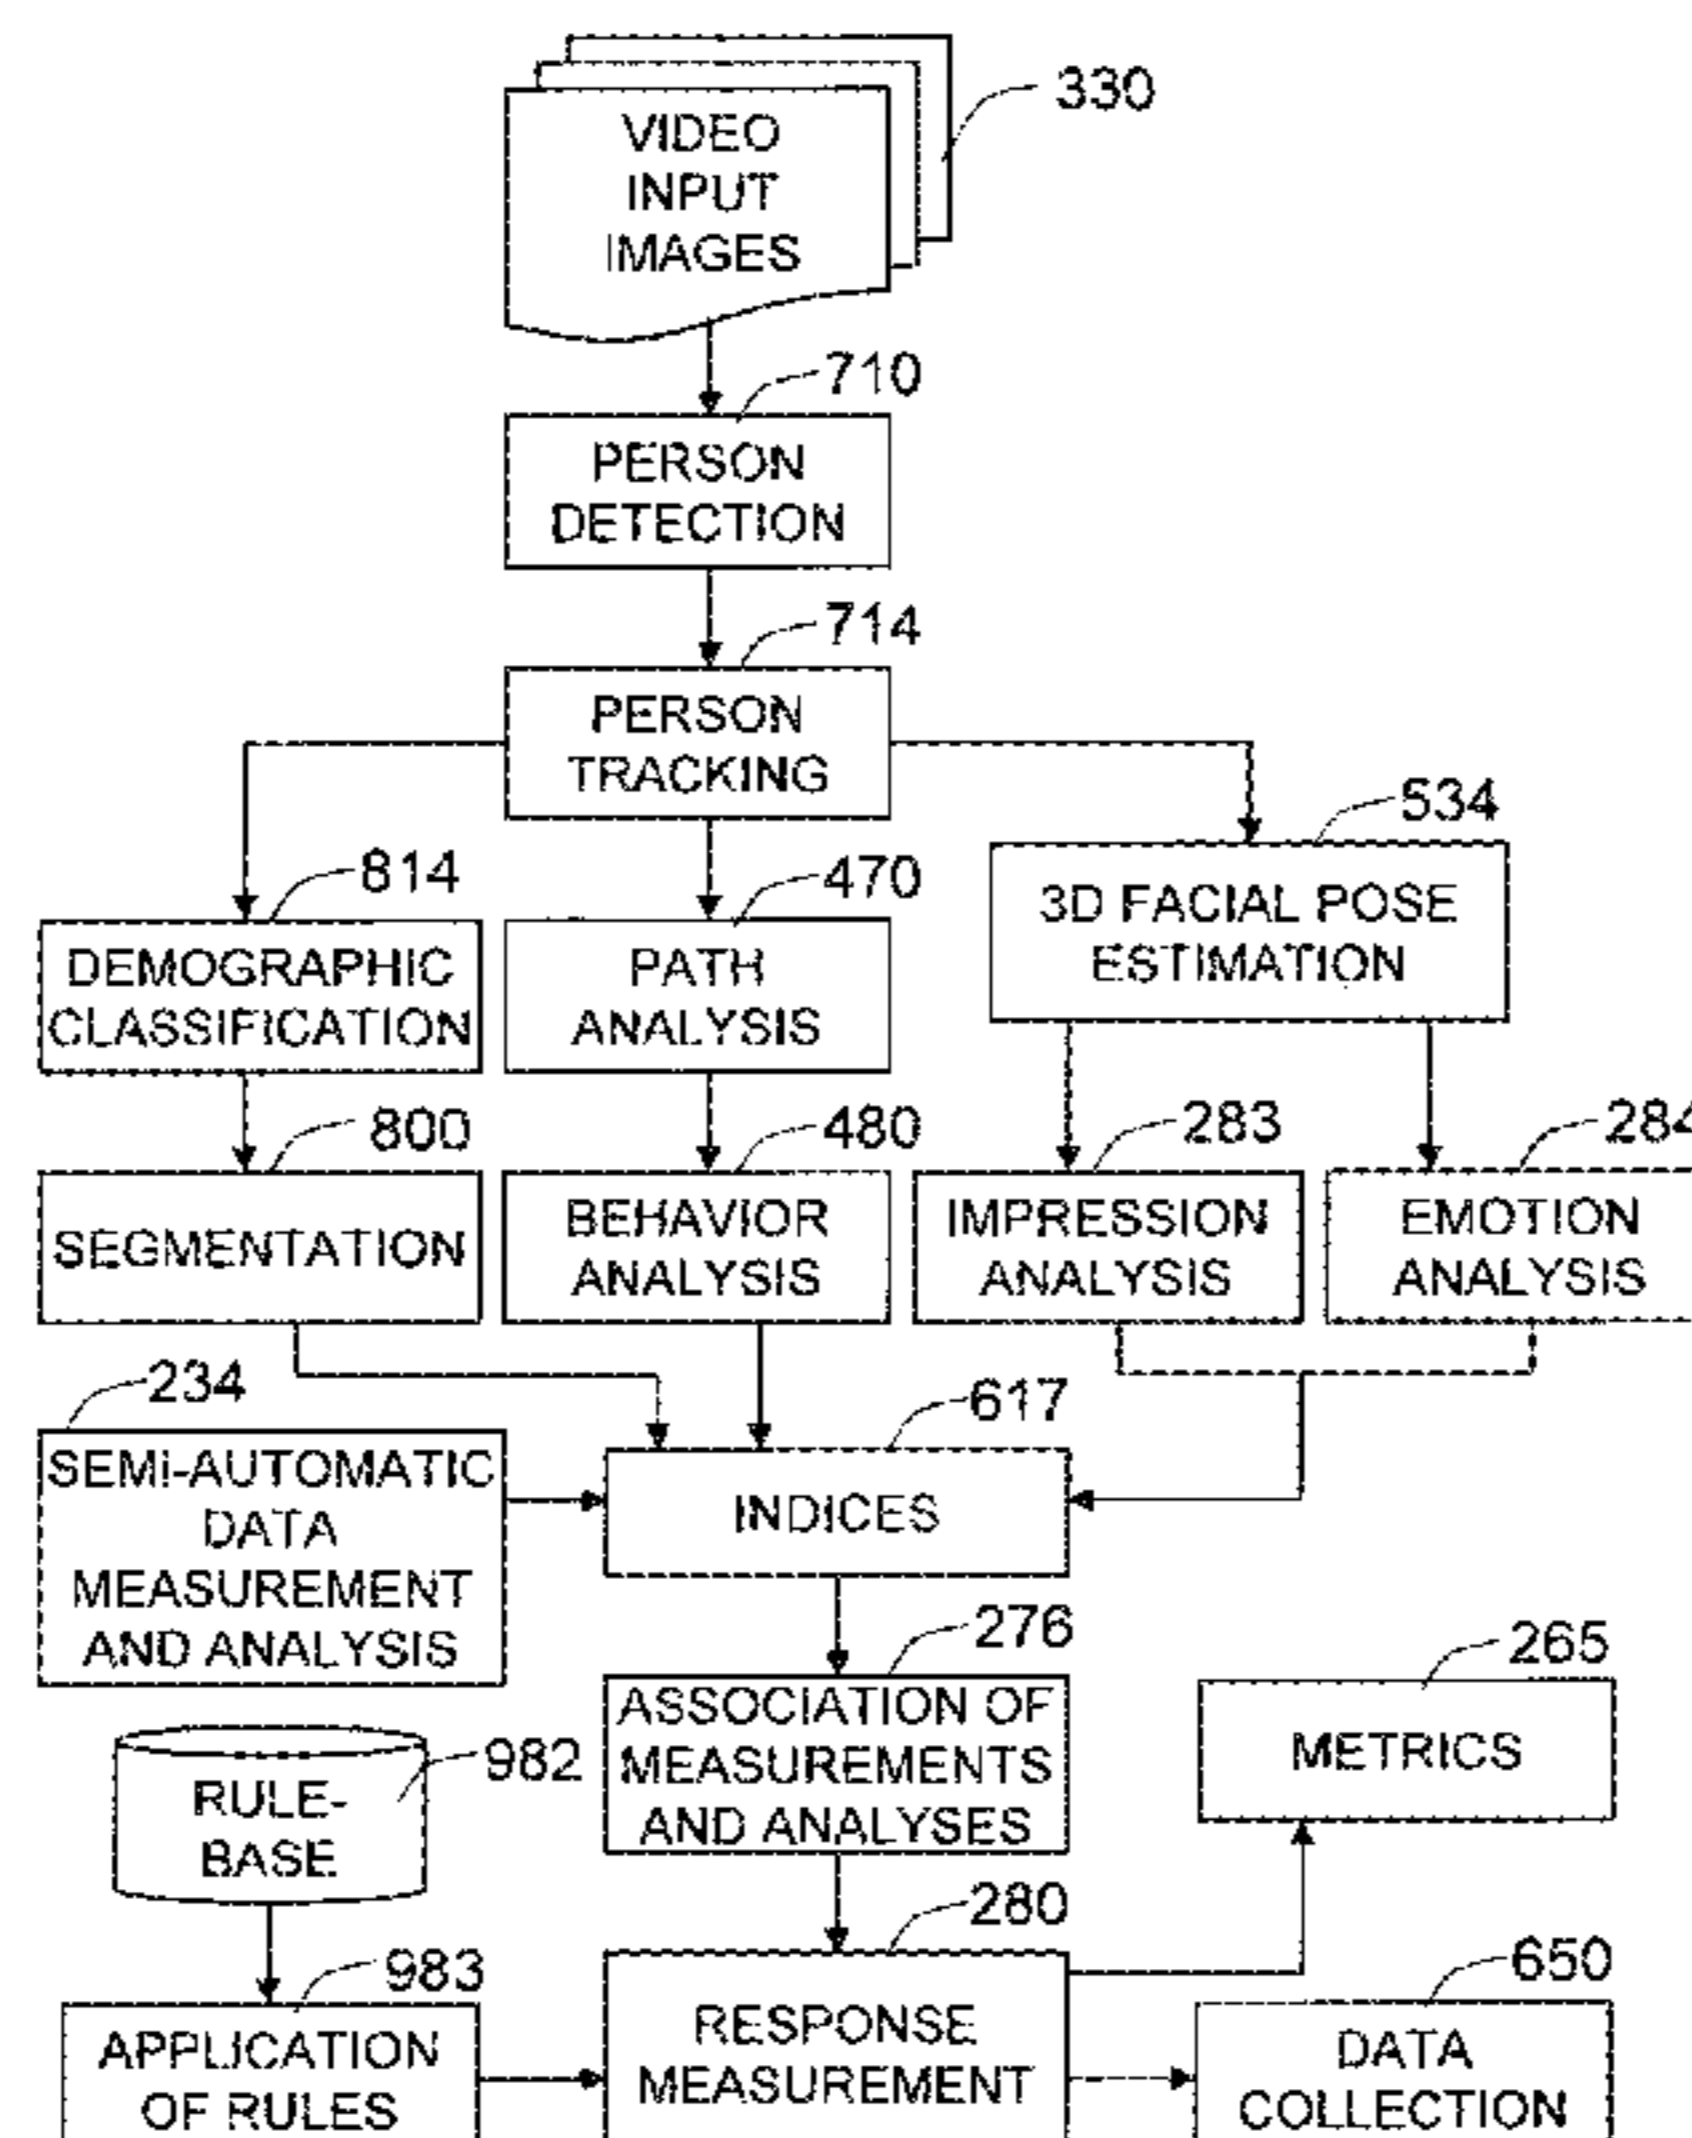 VIDEO
INPUT
IMAGES
330
710
PERSON
DETECTION
714
PERSON
TRACKING
814
DEMOGRAPHIC
CLASSIFICATION
470
PATH
ANALYSIS
534
3D FACIAL POSE
ESTIMATION
800
SEGMENTATION
480
BEHAVIOR
ANALYSIS
283
IMPRESSION
ANALYSIS
284
EMOTION
ANALYSIS
234
SEMI-AUTOMATIC
DATA
MEASUREMENT
AND ANALYSIS
617
INDICES
276
ASSOCIATION OF
MEASUREMENTS
AND ANALYSES
265
METRICS
982
RULE-
BASE
983
APPLICATION
OF RULES
280
RESPONSE
MEASUREMENT
650
DATA
COLLECTION